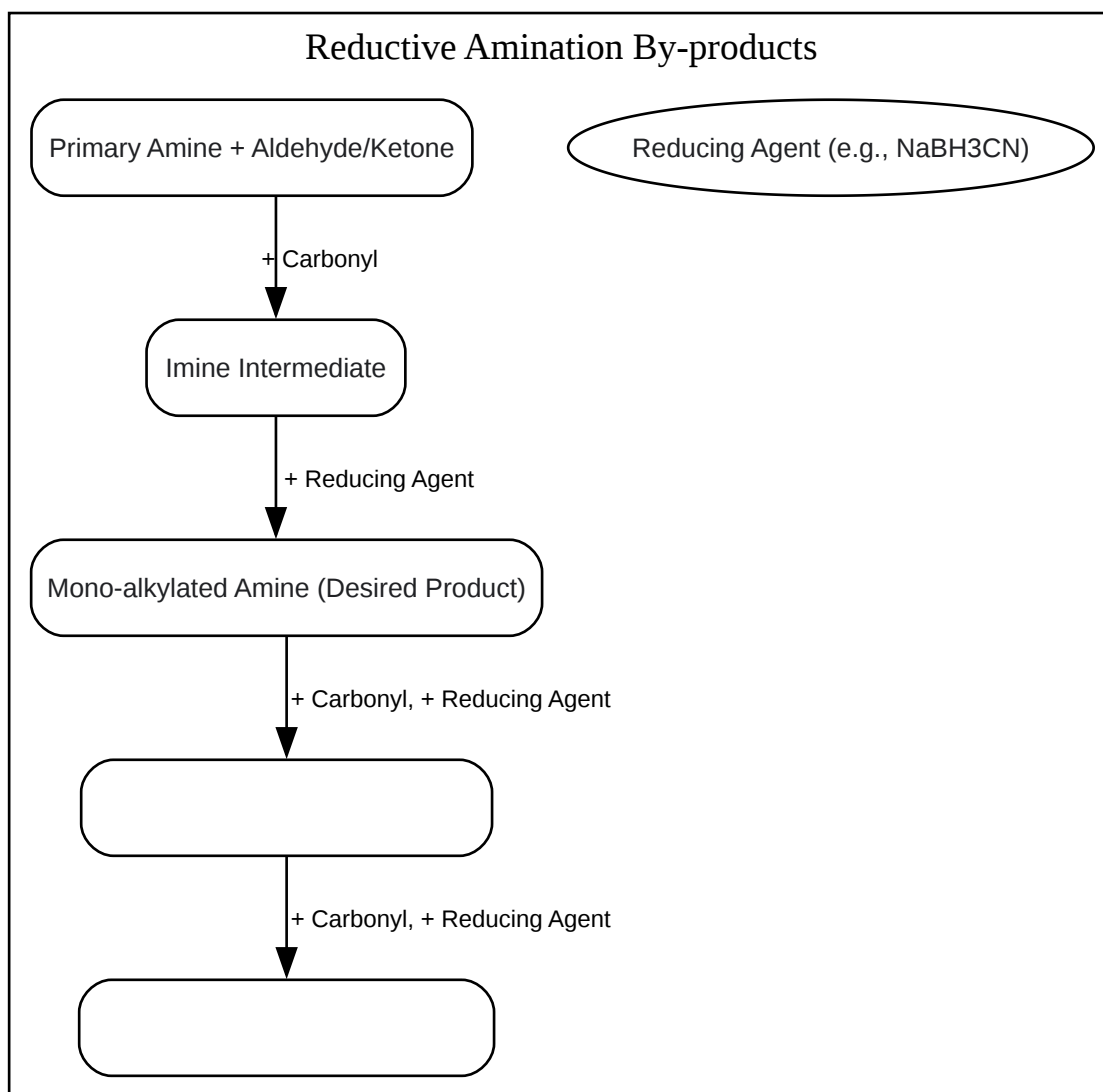 Reductive Amination By-products
Primary Amine + Aldehyde/Ketone
Reducing Agent (e.g., NaBH3CN)
+ Carbonyl
Imine Intermediate
+ Reducing Agent
Mono-alkylated Amine (Desired Product)
+ Carbonyl, + Reducing Agent
+ Carbonyl, + Reducing Agent